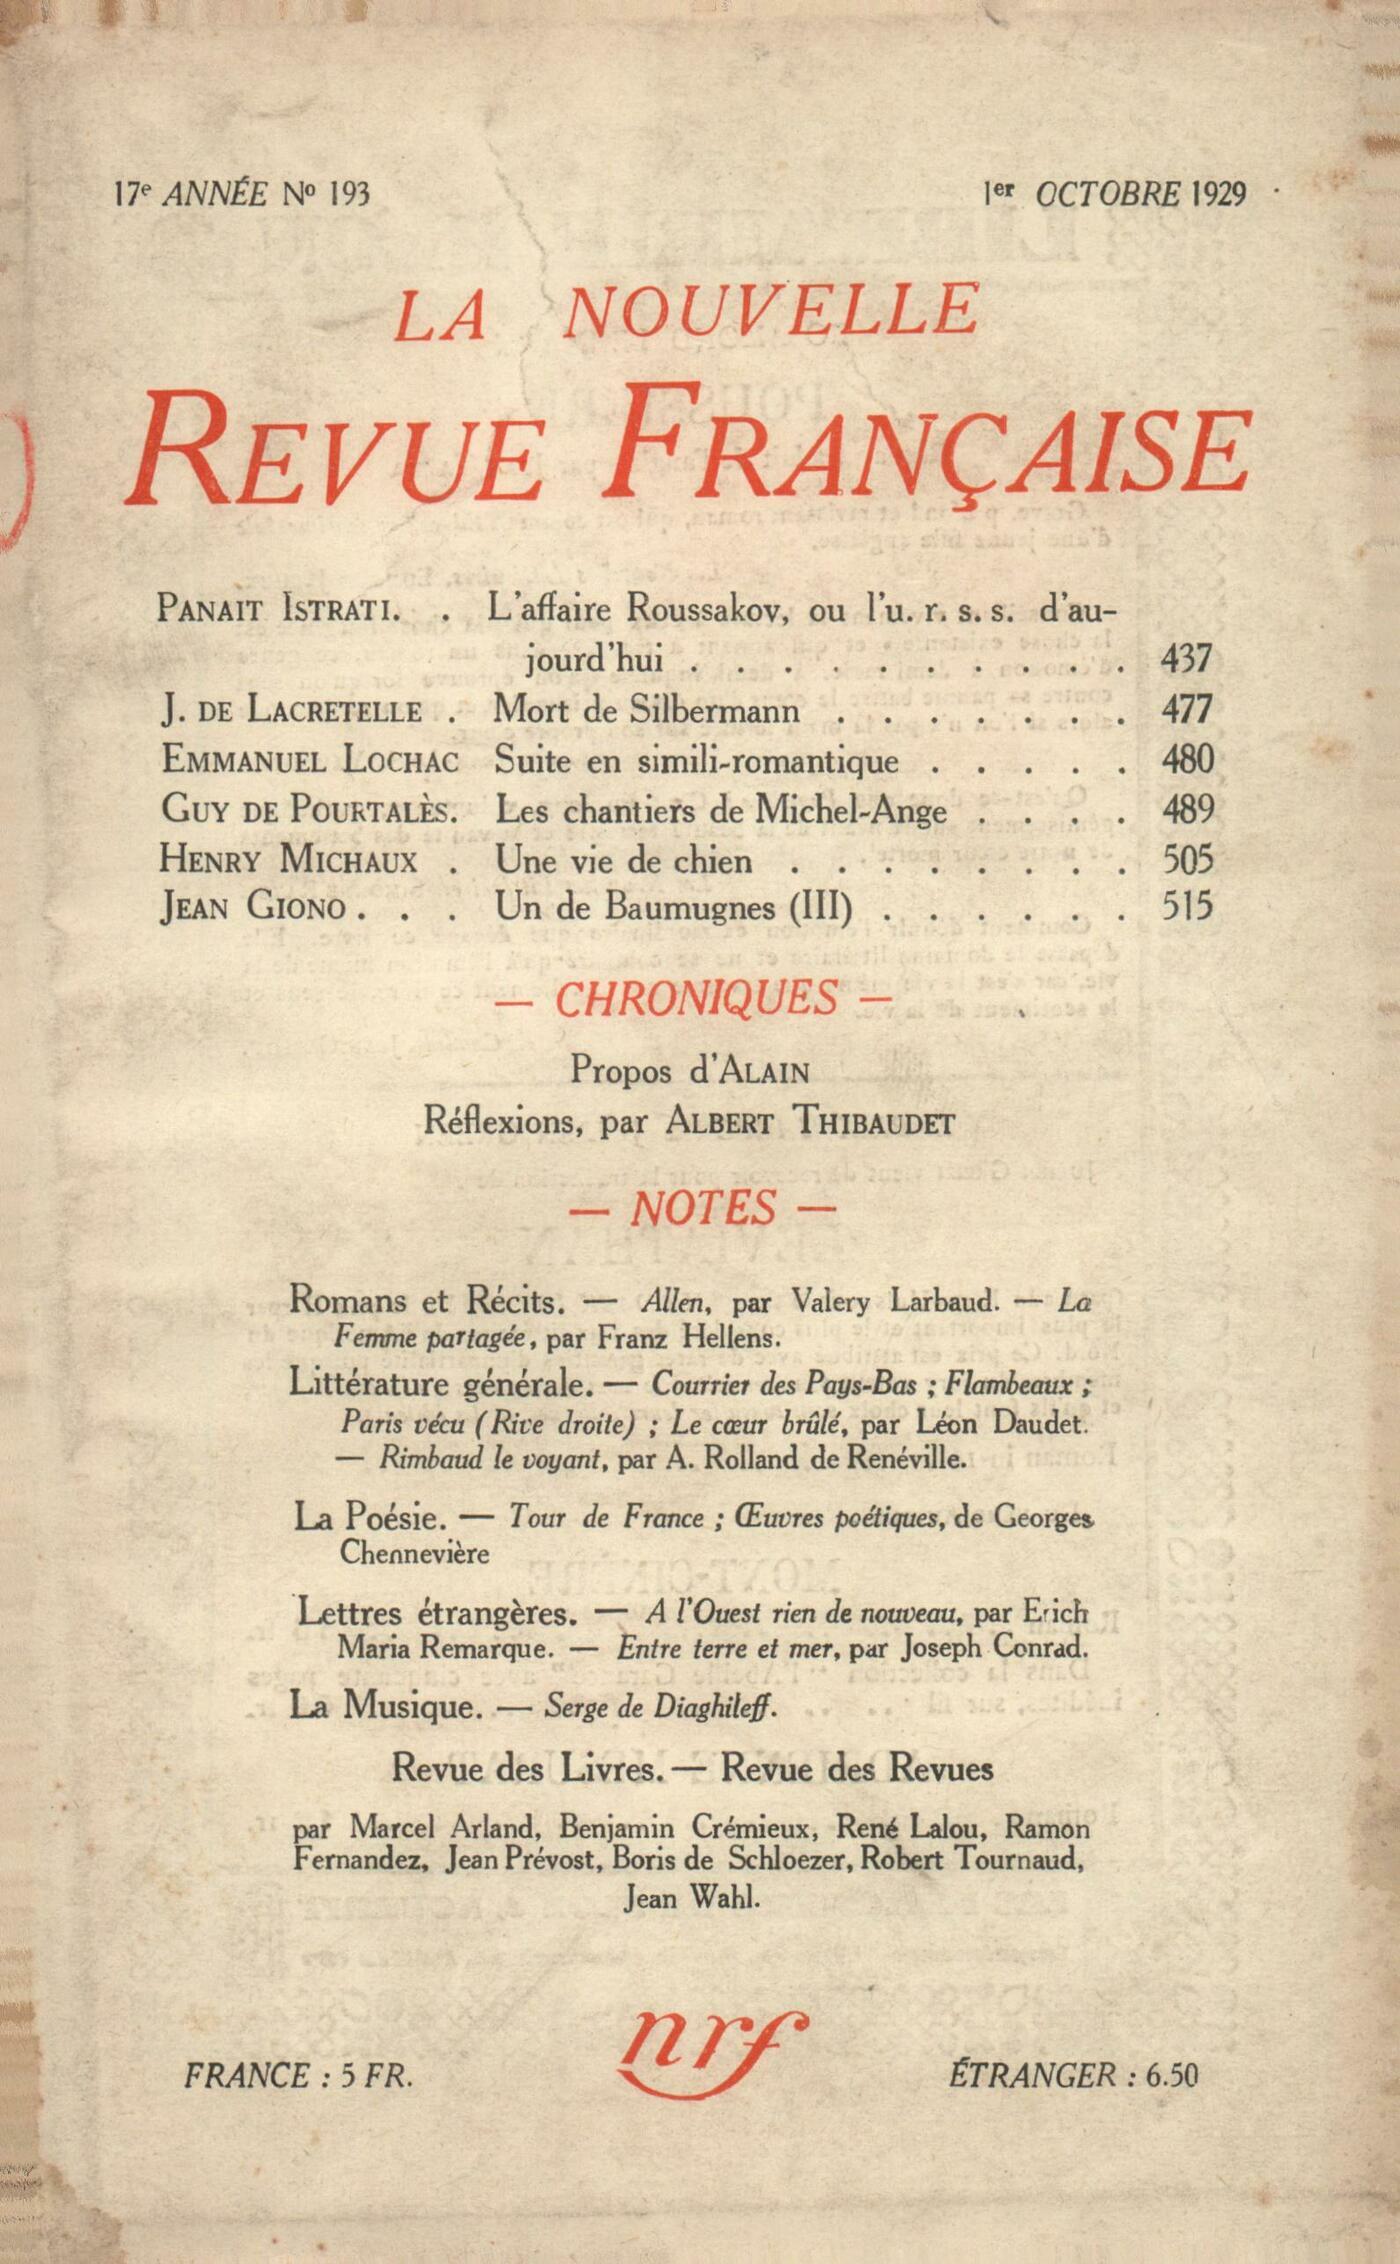 17e ANNÉE No 193
1er OCTOBRE 1929
LA NOUVELLE
REVUE FRANÇAISE
PANAIT ISTRATI. . L'affaire Roussakov, ou l'u. r. s. s. d'au-
jourd'hui . . . . . . . . . . 437
J. DE LACRETELLE . Mort de Silbermann . . . . . . . 477
EMMANUEL LOCHAC Suite en simili-romantique . . . . . 480
GUY DE POURTALÈS. Les chantiers de Michel-Ange . . . . 489
HENRY MICHAUX . Une vie de chien . . . . . . . . 505
JEAN GIONO . . . Un de Baumugnes (III) . . . . . . 515
— CHRONIQUES —
Propos d'ALAIN
Réflexions, par ALBERT THIBAUDET
— NOTES —
Romans et Récits. — Allen, par Valery Larbaud. — La
Femme partagée, par Franz Hellens.
Littérature générale. — Courrier des Pays-Bas ; Flambeaux ;
Paris vécu (Rive droite) ; Le cœur brûlé, par Léon Daudet.
— Rimbaud le voyant, par A. Rolland de Renéville.
La Poésie. — Tour de France ; Œuvres poétiques, de Georges
Chennevière
Lettres étrangères. — A l'Ouest rien de nouveau, par Erich
Maria Remarque. — Entre terre et mer, par Joseph Conrad.
La Musique. — Serge de Diaghileff.
Revue des Livres. — Revue des Revues
par Marcel Arland, Benjamin Crémieux, René Lalou, Ramon
Fernandez, Jean Prévost, Boris de Schloezer, Robert Tournaud,
Jean Wahl.
nrf
FRANCE : 5 FR.
ÉTRANGER : 6.50